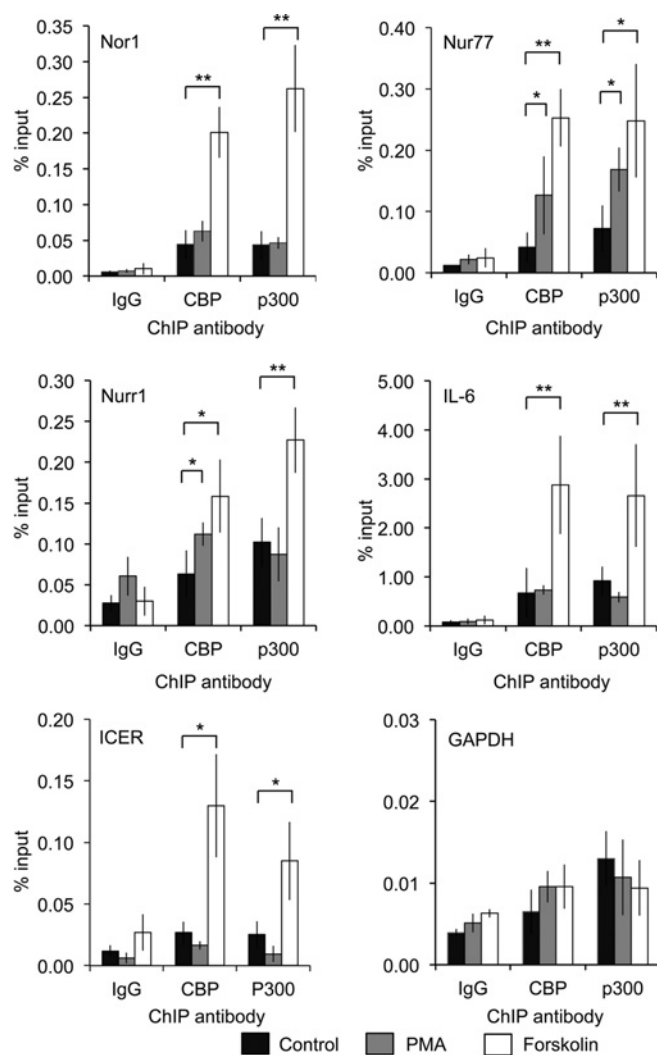 Nor1
**
**
0.35
0.30
0.25
0.20
0.15
0.10
0.05
0.00
% input
IgG CBP p300
ChIP antibody
Nur77
**
*
*
*
0.40
0.30
0.20
0.10
0.00
% input
IgG CBP p300
ChIP antibody
Nurr1
**
*
*
0.30
0.25
0.20
0.15
0.10
0.05
0.00
% input
IgG CBP p300
ChIP antibody
IL-6
**
**
5.00
4.00
3.00
2.00
1.00
0.00
% input
IgG CBP p300
ChIP antibody
ICER
*
*
0.20
0.15
0.10
0.05
0.00
% input
IgG CBP P300
ChIP antibody
GAPDH
0.03
0.02
0.01
0.00
% input
IgG CBP p300
ChIP antibody
Control PMA Forskolin